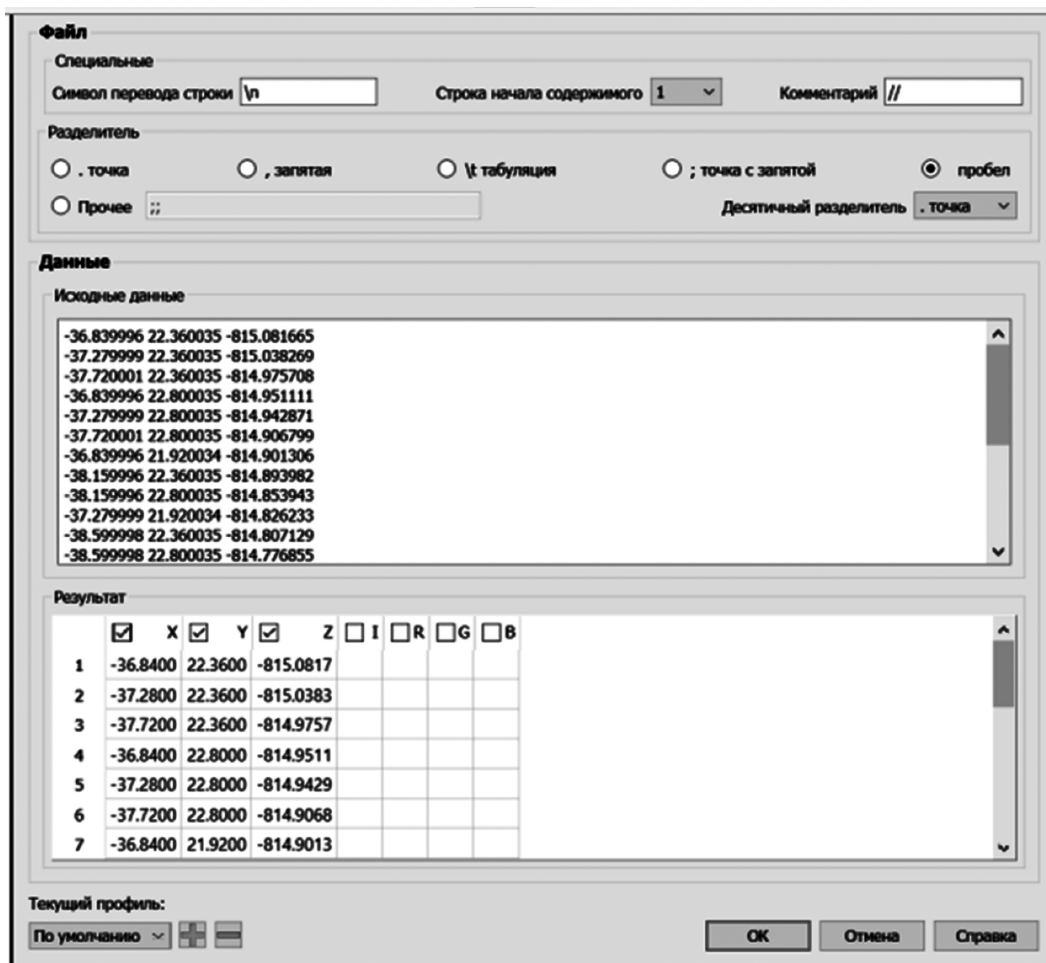 Файл
Специальные
Символ перевода строки \n Строка начала содержимого 1 Комментарий //
Разделитель
. точка , запятая \t табуляция ; точка с запятой пробел
Прочее ;; Десятичный разделитель . точка
Данные
Исходные данные
-36.839996 22.360035 -815.081665
-37.279999 22.360035 -815.038269
-37.720001 22.360035 -814.975708
-36.839996 22.800035 -814.951111
-37.279999 22.800035 -814.942871
-37.720001 22.800035 -814.906799
-36.839996 21.920034 -814.901306
-38.159996 22.360035 -814.893982
-38.159996 22.800035 -814.853943
-37.279999 21.920034 -814.826233
-38.599998 22.360035 -814.807129
-38.599998 22.800035 -814.776855
Результат
X Y Z I R G B
1 -36.8400 22.3600 -815.0817
2 -37.2800 22.3600 -815.0383
3 -37.7200 22.3600 -814.9757
4 -36.8400 22.8000 -814.9511
5 -37.2800 22.8000 -814.9429
6 -37.7200 22.8000 -814.9068
7 -36.8400 21.9200 -814.9013
Текущий профиль:
По умолчанию OK Отмена Справка